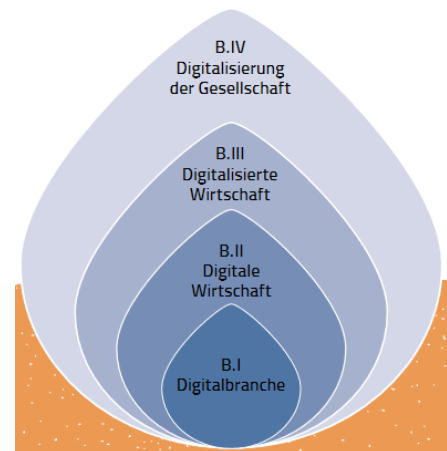 B.IV
Digitalisierung
der Gesellschaft
B.III
Digitalisierte
Wirtschaft
B.II
Digitale
Wirtschaft
B.I
Digitalbranche